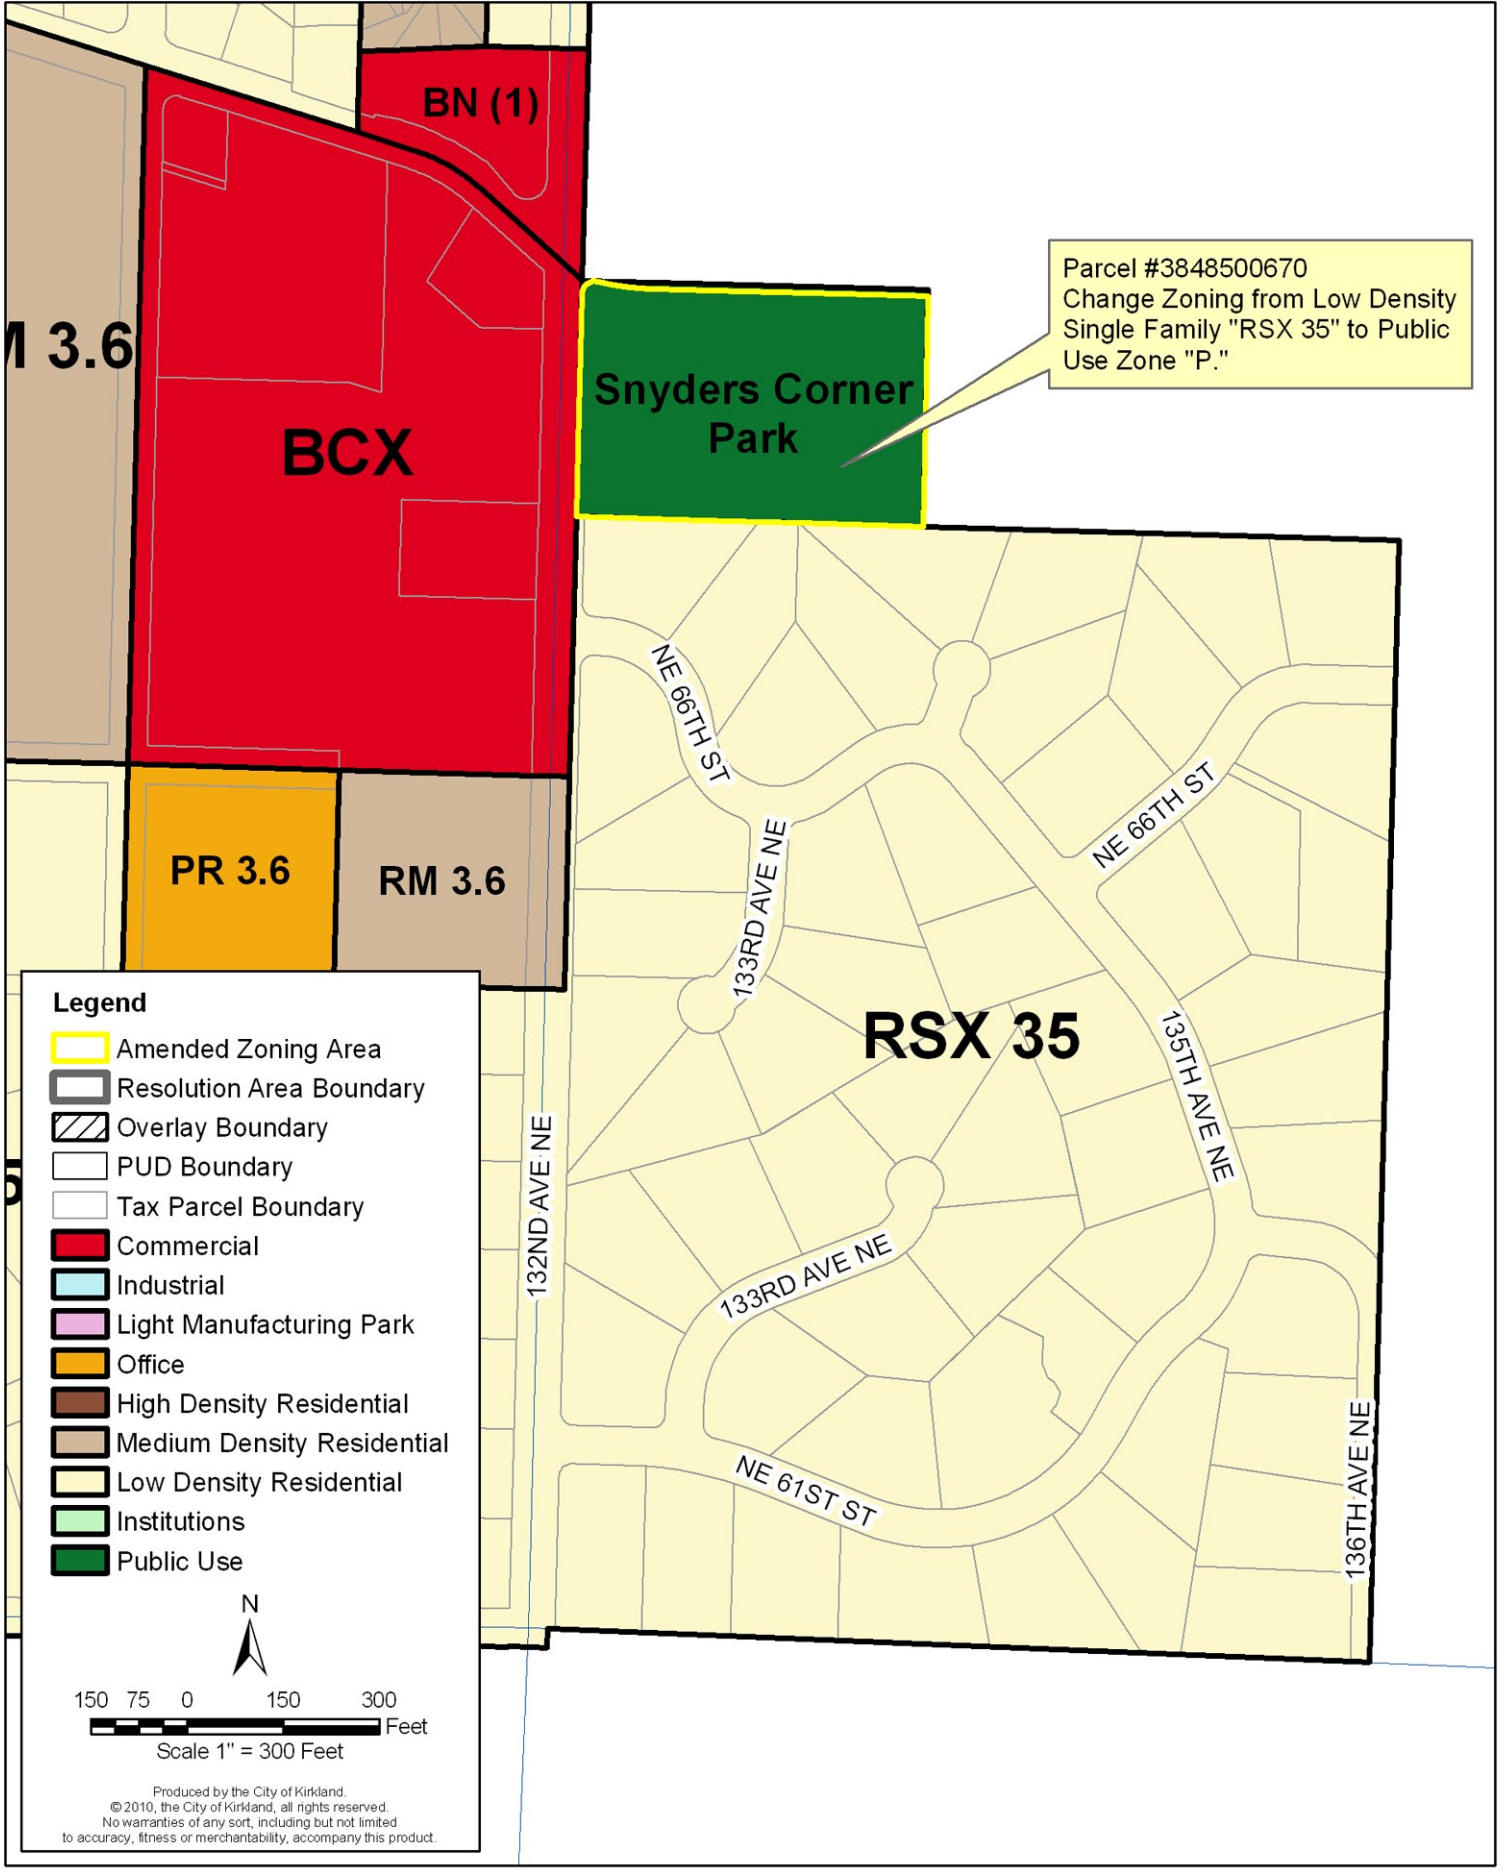 BN (1)
Parcel #3848500670
Change Zoning from Low Density
Single Family "RSX 35" to Public
Use Zone "P."
M 3.6
Snyders Corner
Park
BCX
NE 66TH ST
NE 66TH ST
PR 3.6
RM 3.6
133RD AVE NE
RSX 35
135TH AVE NE
132ND AVE NE
133RD AVE NE
NE 61ST ST
136TH AVE NE
5
Legend
Amended Zoning Area
Resolution Area Boundary
Overlay Boundary
PUD Boundary
Tax Parcel Boundary
Commercial
Industrial
Light Manufacturing Park
Office
High Density Residential
Medium Density Residential
Low Density Residential
Institutions
Public Use
N
150 75 0 150 300
Feet
Scale 1" = 300 Feet
Produced by the City of Kirkland.
© 2010, the City of Kirkland, all rights reserved.
No warranties of any sort, including but not limited
to accuracy, fitness or merchantability, accompany this product.